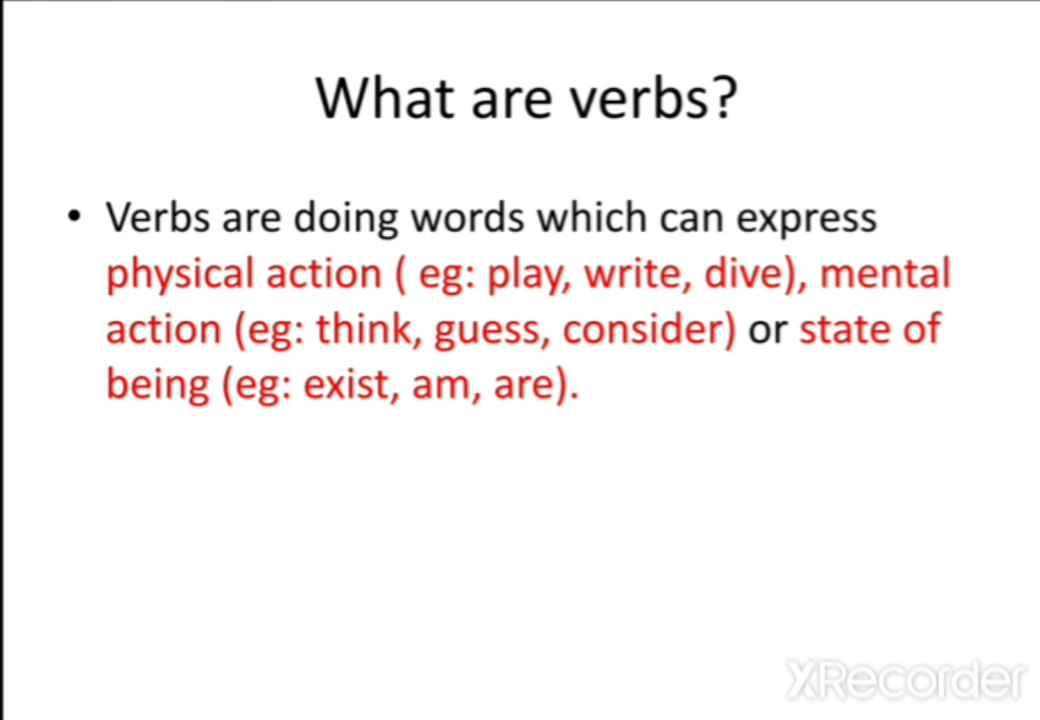 What are verbs?
• Verbs are doing words which can express
physical action ( eg: play, write, dive), mental
action (eg: think, guess, consider) or state of
being (eg: exist, am, are).
XRecorder